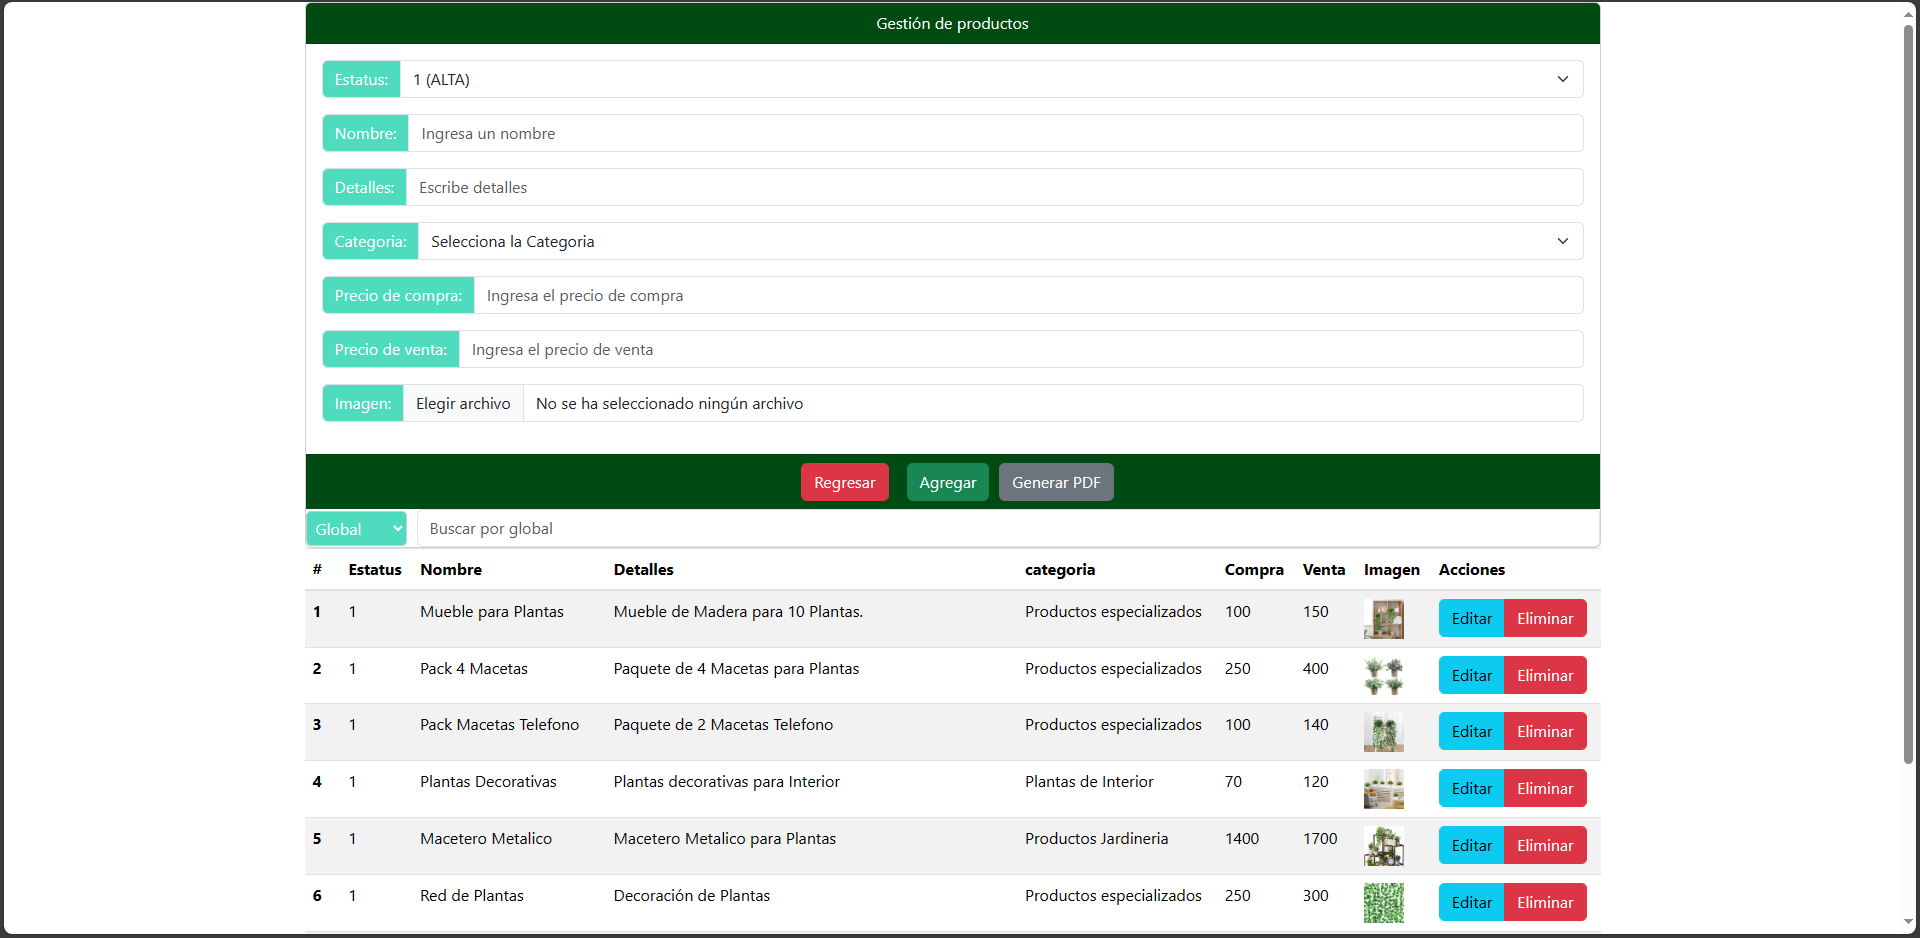 Gestión de productos
Estatus: 1 (ALTA)
Nombre: Ingresa un nombre
Detalles: Escribe detalles
Categoria: Selecciona la Categoria
Precio de compra: Ingresa el precio de compra
Precio de venta: Ingresa el precio de venta
Imagen: Elegir archivo No se ha seleccionado ningún archivo
Regresar Agregar Generar PDF
Global Buscar por global
# Estatus Nombre Detalles categoria Compra Venta Imagen Acciones
1 1 Mueble para Plantas Mueble de Madera para 10 Plantas. Productos especializados 100 150 Editar Eliminar
2 1 Pack 4 Macetas Paquete de 4 Macetas para Plantas Productos especializados 250 400 Editar Eliminar
3 1 Pack Macetas Telefono Paquete de 2 Macetas Telefono Productos especializados 100 140 Editar Eliminar
4 1 Plantas Decorativas Plantas decorativas para Interior Plantas de Interior 70 120 Editar Eliminar
5 1 Macetero Metalico Macetero Metalico para Plantas Productos Jardineria 1400 1700 Editar Eliminar
6 1 Red de Plantas Decoración de Plantas Productos especializados 250 300 Editar Eliminar